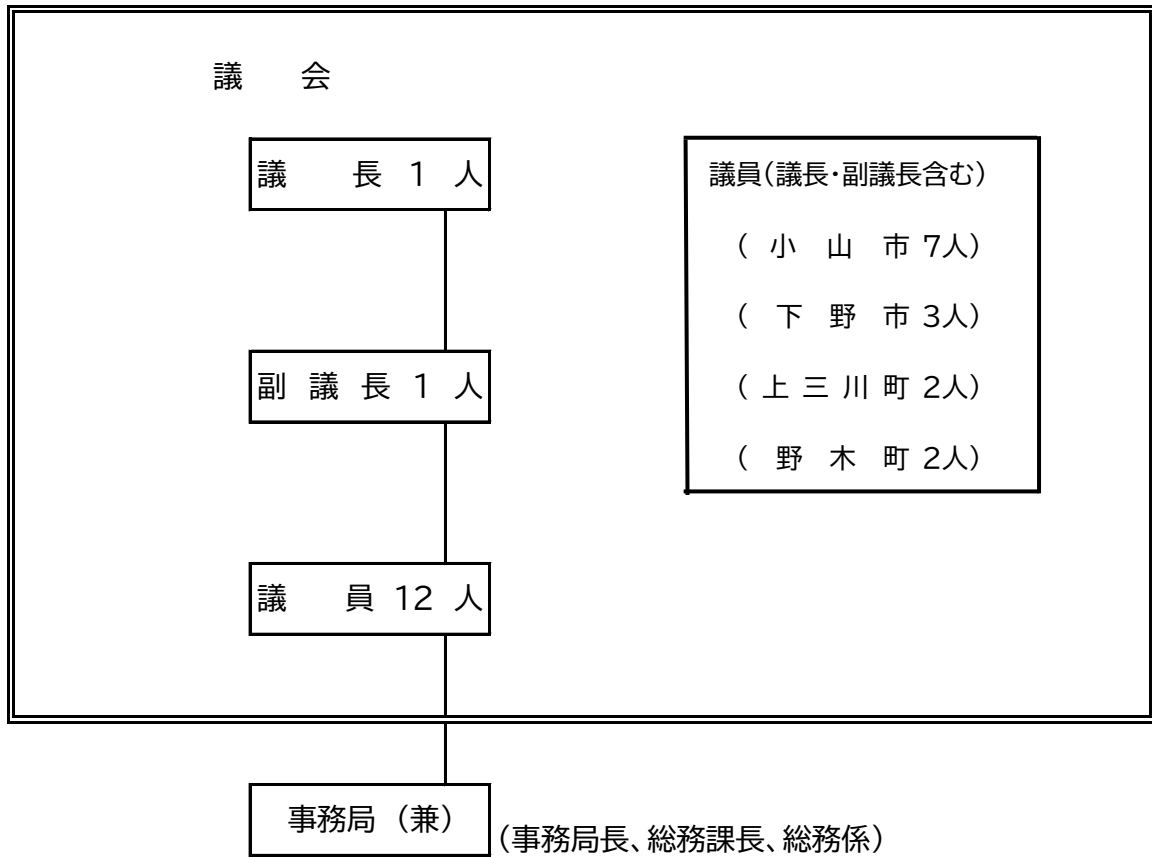 議 会
議 長 1 人
副 議 長 1 人
議 員 12 人
議員(議長・副議長含む)
( 小 山 市 7人)
( 下 野 市 3人)
( 上 三 川 町 2人)
( 野 木 町 2人)
事務局 (兼)
(事務局長、総務課長、総務係)